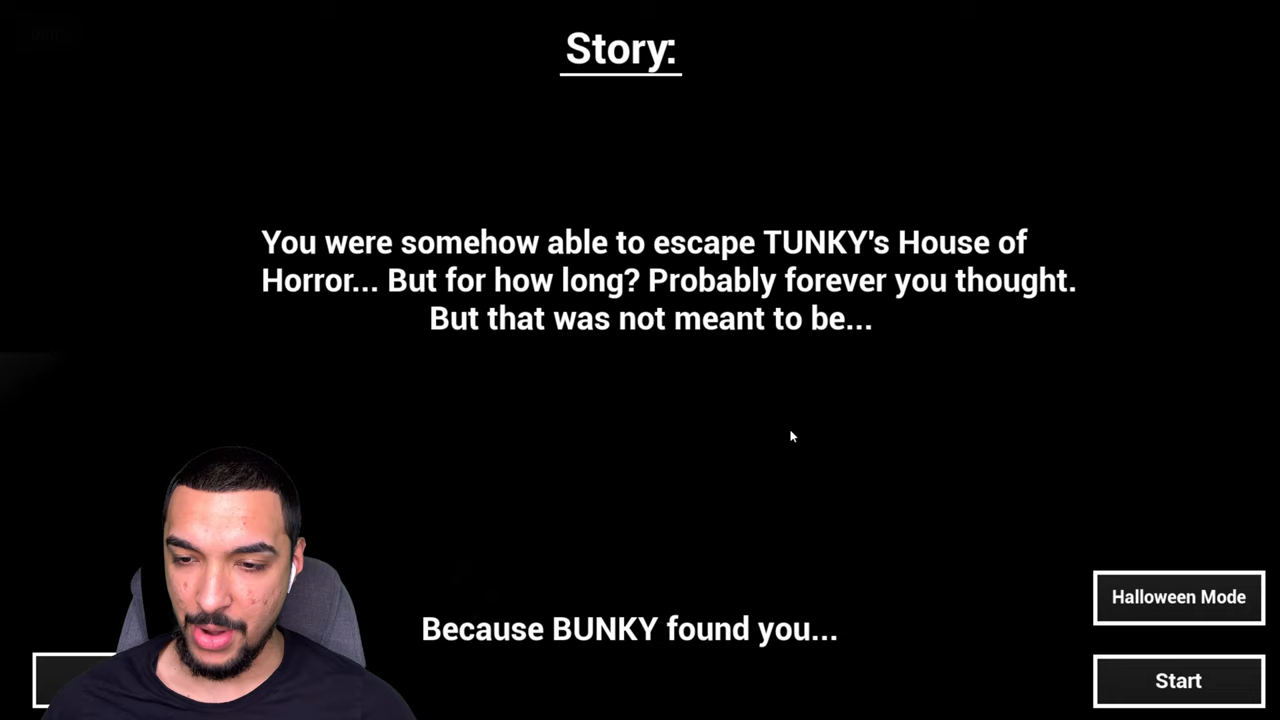 Story:
You were somehow able to escape TUNKY's House of
Horror... But for how long? Probably forever you thought.
But that was not meant to be...
Because BUNKY found you...
Halloween Mode
Start